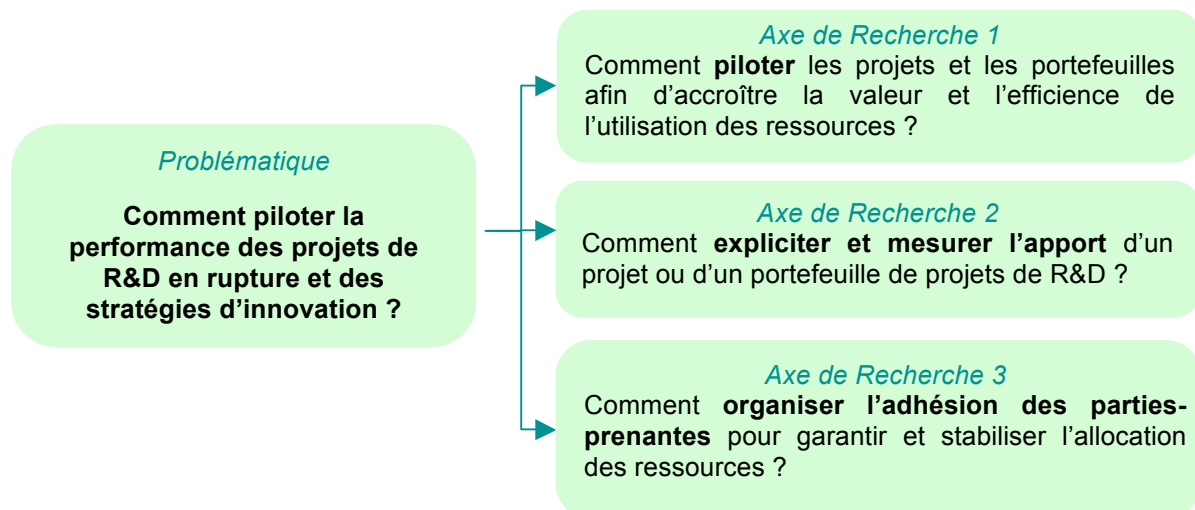 Problématique
Comment piloter la
performance des projets de
R&D en rupture et des
stratégies d’innovation ?
Axe de Recherche 1
Comment piloter les projets et les portefeuilles
afin d’accroître la valeur et l’efficience de
l’utilisation des ressources ?
Axe de Recherche 2
Comment expliciter et mesurer l’apport d’un
projet ou d’un portefeuille de projets de R&D ?
Axe de Recherche 3
Comment organiser l’adhésion des parties-
prenantes pour garantir et stabiliser l’allocation
des ressources ?